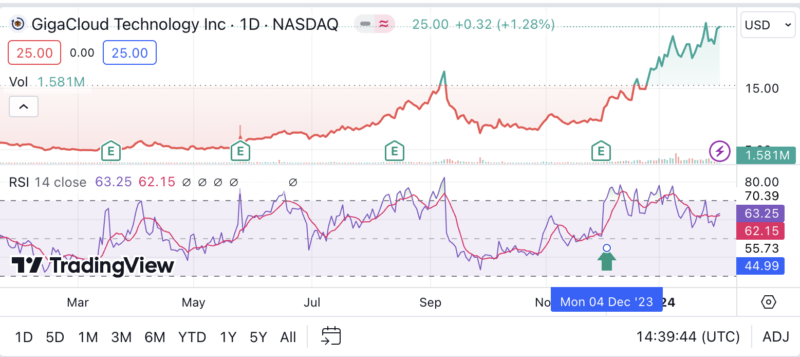 GigaCloud Technology Inc · 1D · NASDAQ 25.00 +0.32 (+1.28%) USD
25.00 0.00 25.00
Vol 1.581M
15.00
E E E E
1.581M
RSI 14 close 63.25 62.15 ∅ ∅ ∅ ∅ ∅
80.00
70.39
63.25
62.15
55.73
44.99
TradingView
Mar May Jul Sep Mon 04 Dec '23
1D 5D 1M 3M 6M YTD 1Y 5Y All 14:39:44 (UTC) ADJ